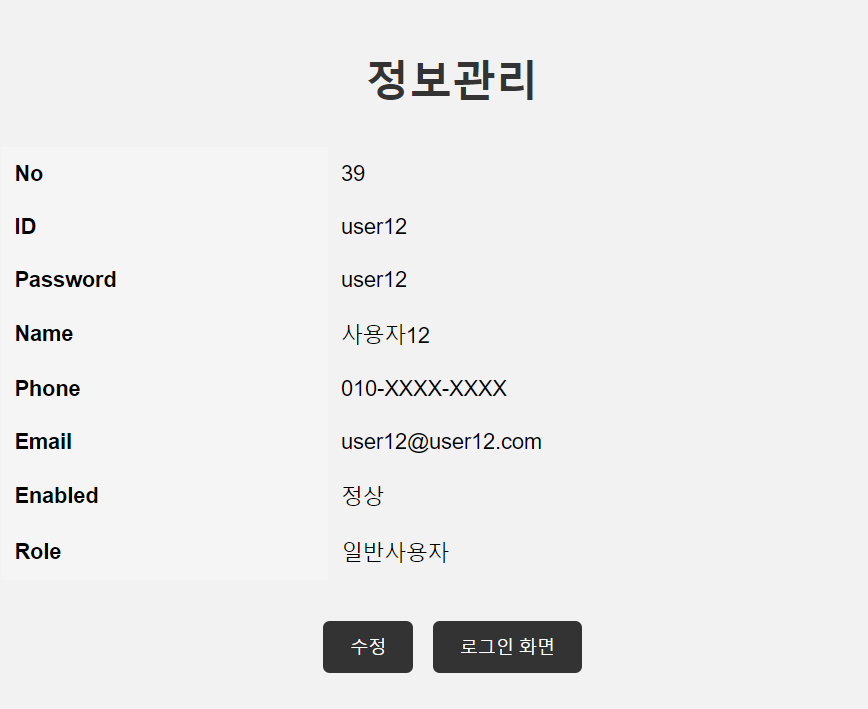 정보관리
No 39
ID user12
Password user12
Name 사용자12
Phone 010-XXXX-XXXX
Email user12@user12.com
Enabled 정상
Role 일반사용자
수정 로그인 화면